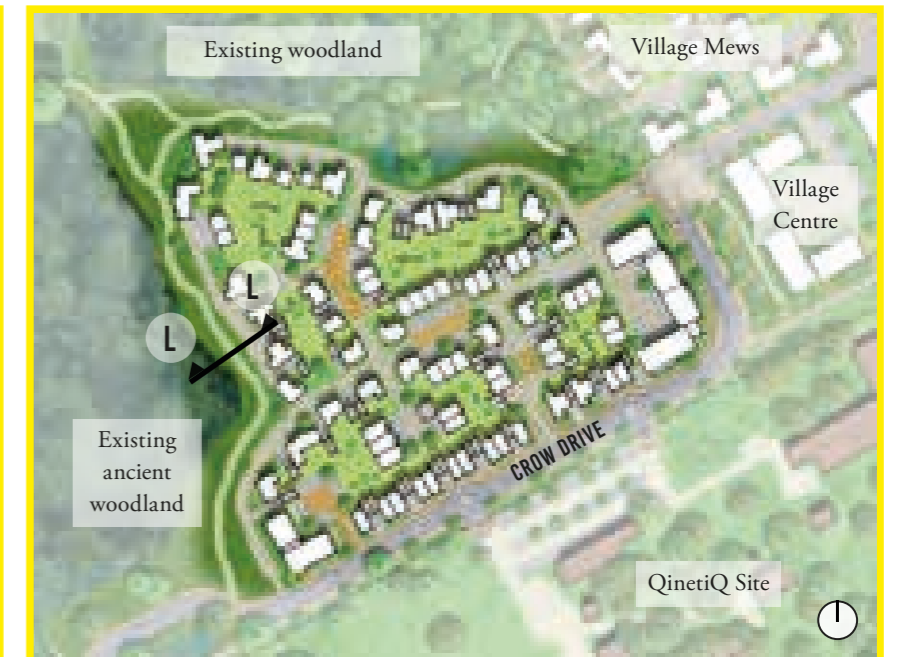 Existing woodland
Village Mews
Village
Centre
L
L
Existing
ancient
woodland
CROW DRIVE
QinetiQ Site